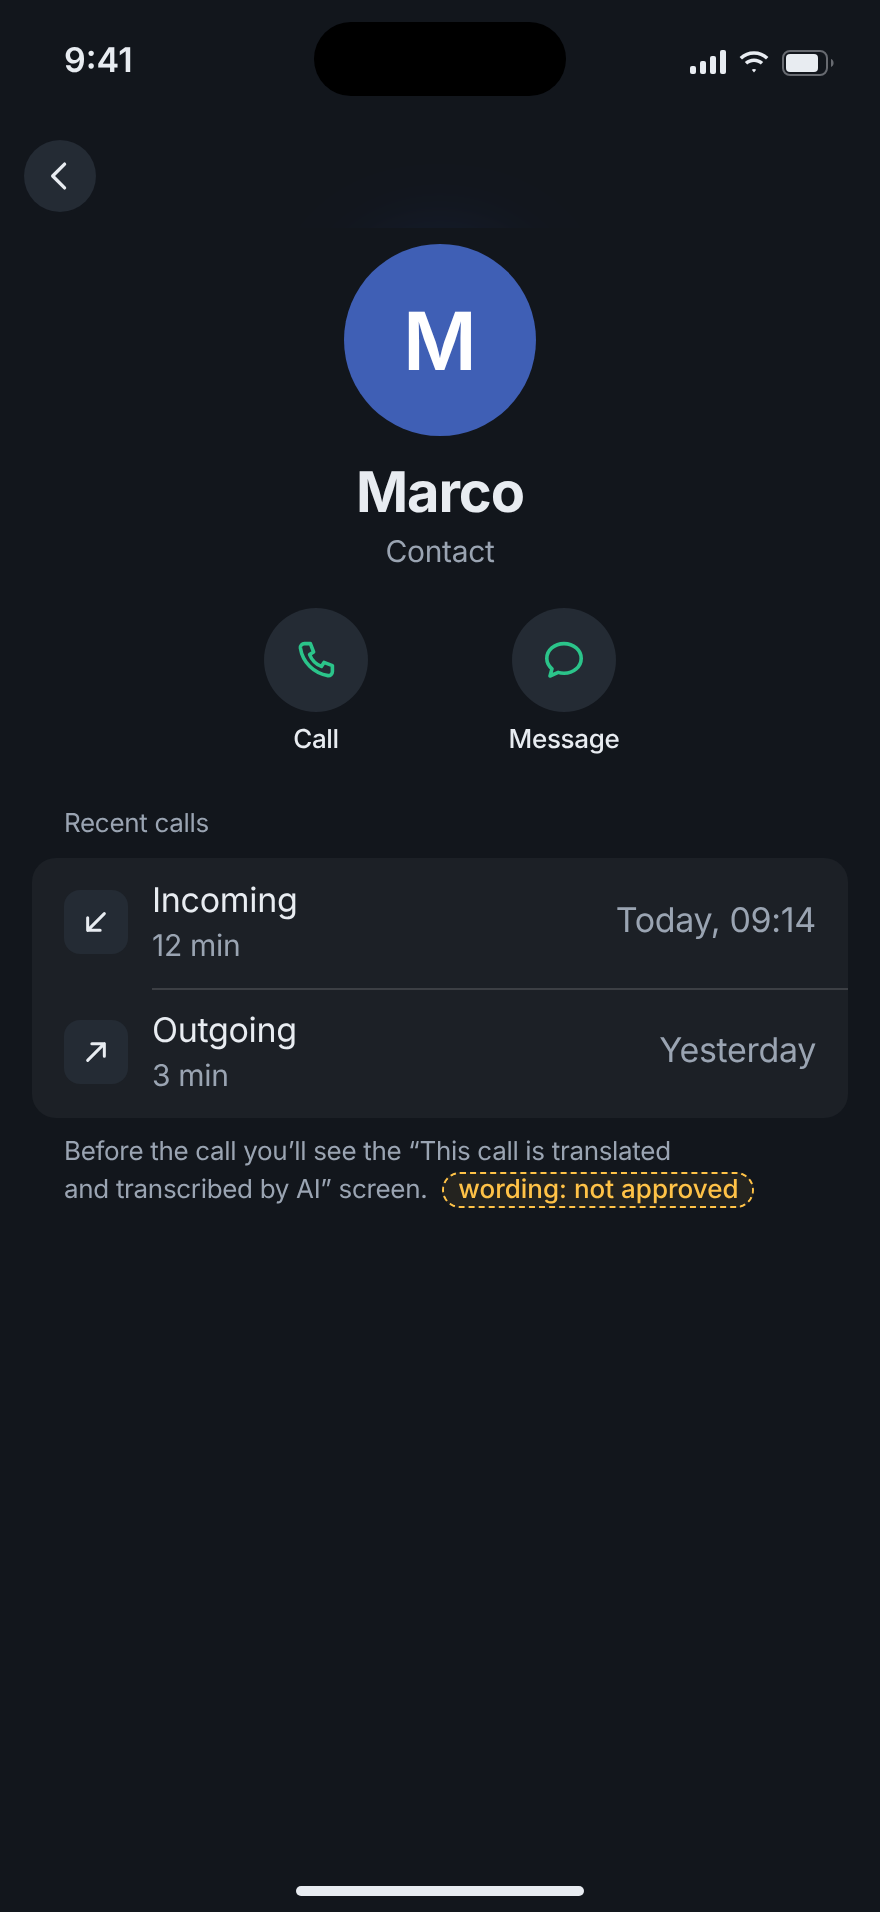 9:41
M
Marco
Contact
Call
Message
Recent calls
Incoming
12 min
Today, 09:14
Outgoing
3 min
Yesterday
Before the call you’ll see the “This call is translated
and transcribed by AI” screen. wording: not approved